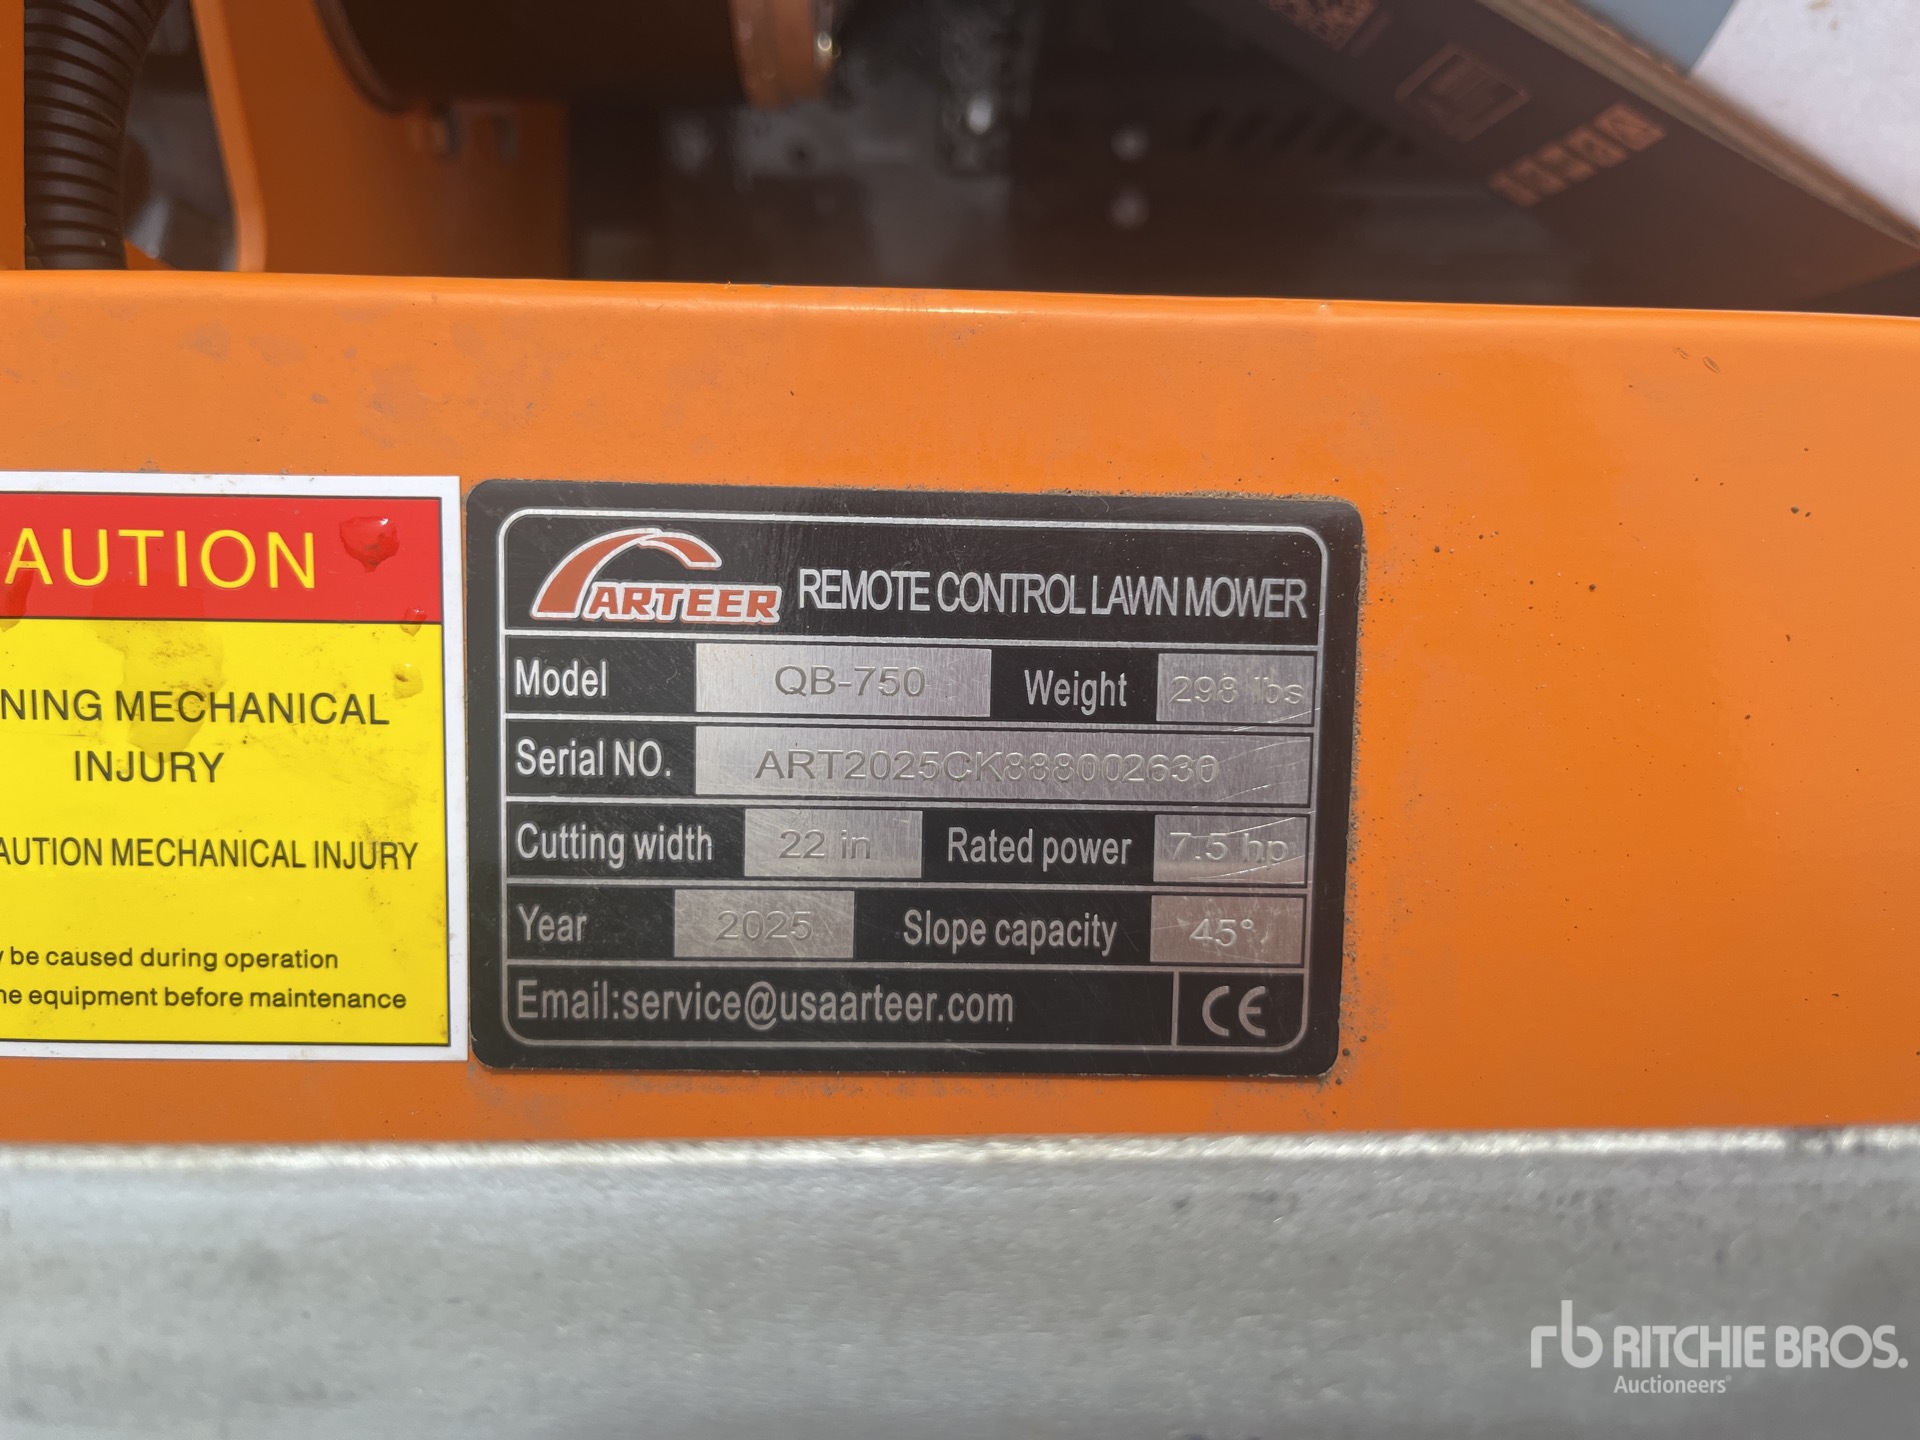 AUTION
NING MECHANICAL
INJURY
AUTION MECHANICAL INJURY
y be caused during operation
he equipment before maintenance
ARTEER REMOTE CONTROL LAWN MOWER
Model QB-750 Weight 298 lbs
Serial NO. ART2025CK888002630
Cutting width 22 in Rated power 7.5 hp
Year 2025 Slope capacity 45°
Email:service@usaarteer.com CE
rb RITCHIE BROS.
Auctioneers